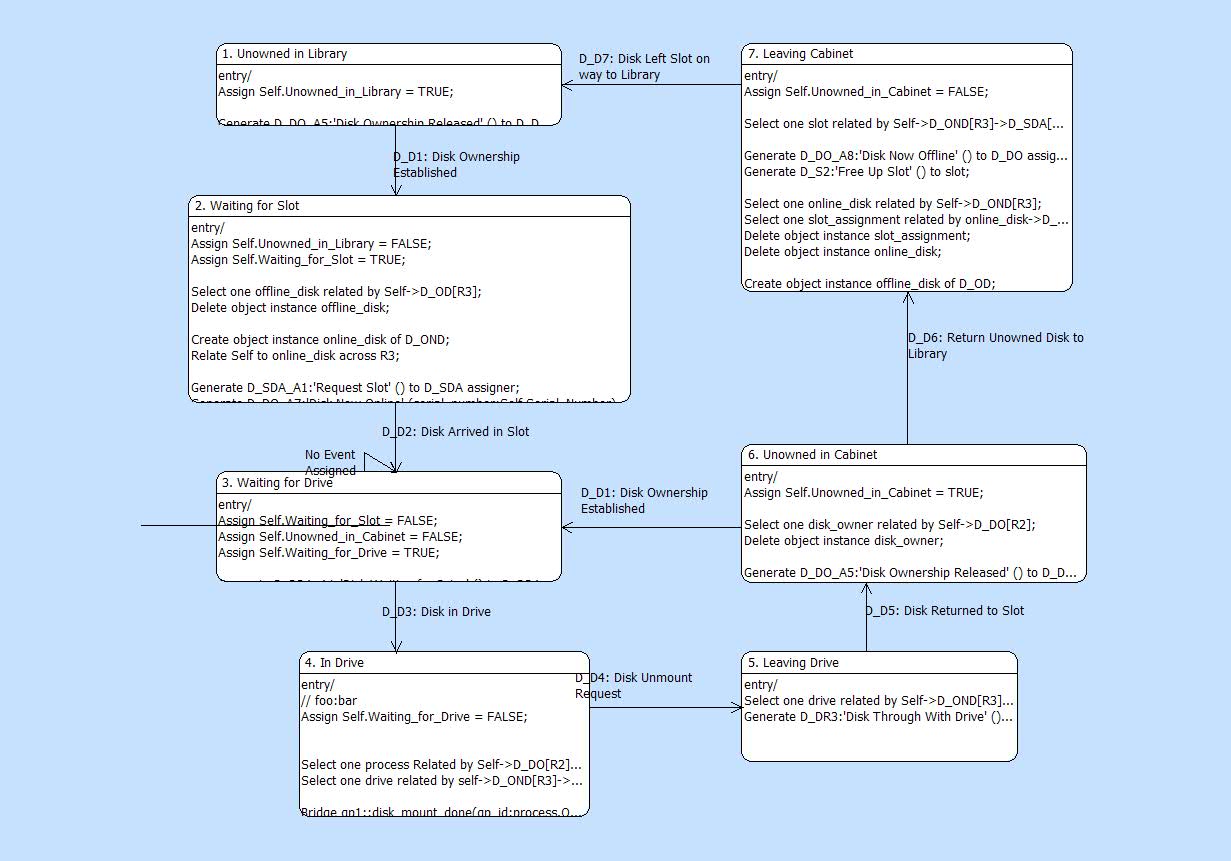 1. Unowned in Library
entry/
Assign Self.Unowned_in_Library = TRUE;
Generate D_DO_A5:'Disk Ownership Released' () to D_D
D_D7: Disk Left Slot on
way to Library
7. Leaving Cabinet
entry/
Assign Self.Unowned_in_Cabinet = FALSE;
Select one slot related by Self->D_OND[R3]->D_SDA[...
Generate D_DO_A8:'Disk Now Offline' () to D_DO assig...
Generate D_S2:'Free Up Slot' () to slot;
Select one online_disk related by Self->D_OND[R3];
Select one slot_assignment related by online_disk->D_...
Delete object instance slot_assignment;
Delete object instance online_disk;
Create object instance offline_disk of D_OD;
D_D1: Disk Ownership
Established
2. Waiting for Slot
entry/
Assign Self.Unowned_in_Library = FALSE;
Assign Self.Waiting_for_Slot = TRUE;
Select one offline_disk related by Self->D_OD[R3];
Delete object instance offline_disk;
Create object instance online_disk of D_OND;
Relate Self to online_disk across R3;
Generate D_SDA_A1:'Request Slot' () to D_SDA assigner;
Generate D_DO_A7:'Disk Now Online' (serial_number:Self.Serial_Number)
D_D6: Return Unowned Disk to
Library
D_D2: Disk Arrived in Slot
No Event
Assigned
3. Waiting for Drive
entry/
Assign Self.Waiting_for_Slot = FALSE;
Assign Self.Unowned_in_Cabinet = FALSE;
Assign Self.Waiting_for_Drive = TRUE;
D_D1: Disk Ownership
Established
6. Unowned in Cabinet
entry/
Assign Self.Unowned_in_Cabinet = TRUE;
Select one disk_owner related by Self->D_DO[R2];
Delete object instance disk_owner;
Generate D_DO_A5:'Disk Ownership Released' () to D_D...
D_D3: Disk in Drive
D_D5: Disk Returned to Slot
4. In Drive
entry/
// foo:bar
Assign Self.Waiting_for_Drive = FALSE;
Select one process Related by Self->D_DO[R2]...
Select one drive related by self->D_OND[R3]->...
Bridge gp1::disk_mount_done(gp_id:process.O...
D_D4: Disk Unmount
Request
5. Leaving Drive
entry/
Select one drive related by Self->D_OND[R3]...
Generate D_DR3:'Disk Through With Drive' ()...